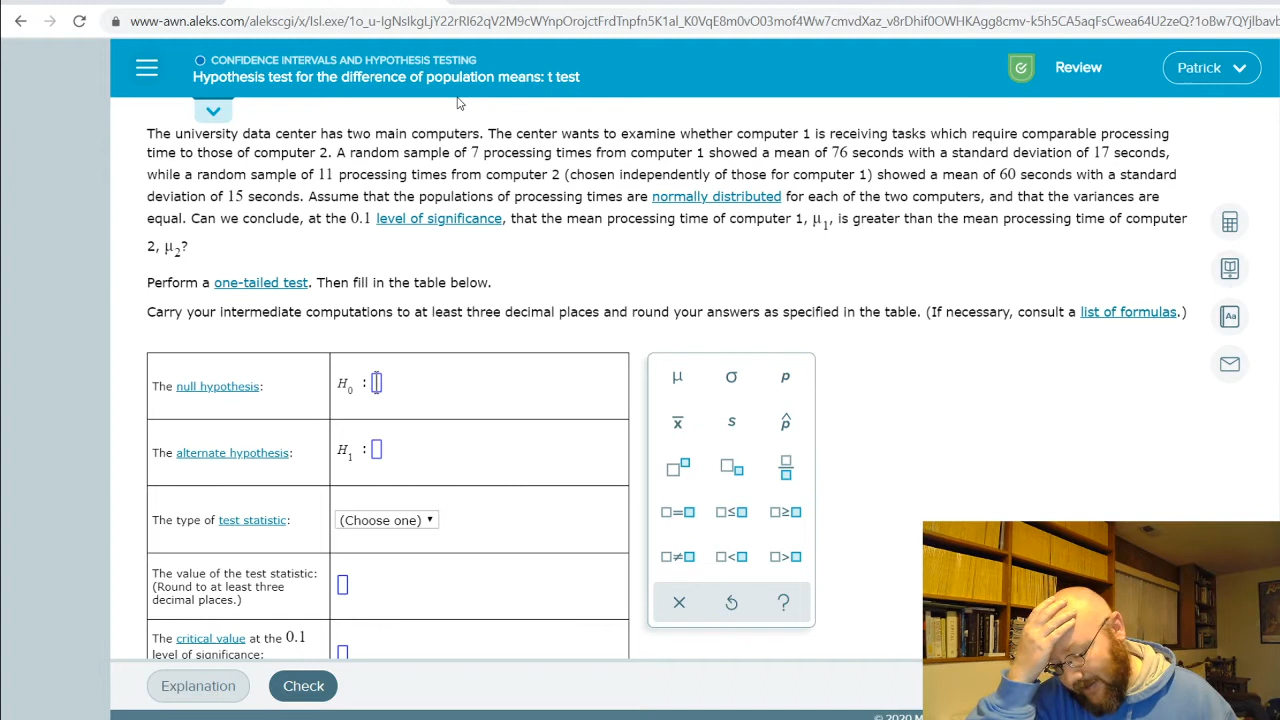 www-awn.aleks.com/alekscgi/x/Isl.exe/
CONFIDENCE INTERVALS AND HYPOTHESIS TESTING
Hypothesis test for the difference of population means: t test
Review
Patrick
The university data center has two main computers. The center wants to examine whether computer 1 is receiving tasks which require comparable processing
time to those of computer 2. A random sample of 7 processing times from computer 1 showed a mean of 76 seconds with a standard deviation of 17 seconds,
while a random sample of 11 processing times from computer 2 (chosen independently of those for computer 1) showed a mean of 60 seconds with a standard
deviation of 15 seconds. Assume that the populations of processing times are normally distributed for each of the two computers, and that the variances are
equal. Can we conclude, at the 0.1 level of significance, that the mean processing time of computer 1, μ₁, is greater than the mean processing time of computer
2, μ₂?
Perform a one-tailed test. Then fill in the table below.
Carry your intermediate computations to at least three decimal places and round your answers as specified in the table. (If necessary, consult a list of formulas.)
The null hypothesis: H₀ :
The alternate hypothesis: H₁ :
The type of test statistic: (Choose one)
The value of the test statistic:
(Round to at least three
decimal places.)
The critical value at the 0.1
level of significance:
μ σ p
x̄ s p̂
= ≤ ≥
≠ < >
× ↺ ?
Aa
Explanation
Check
© 2020 M